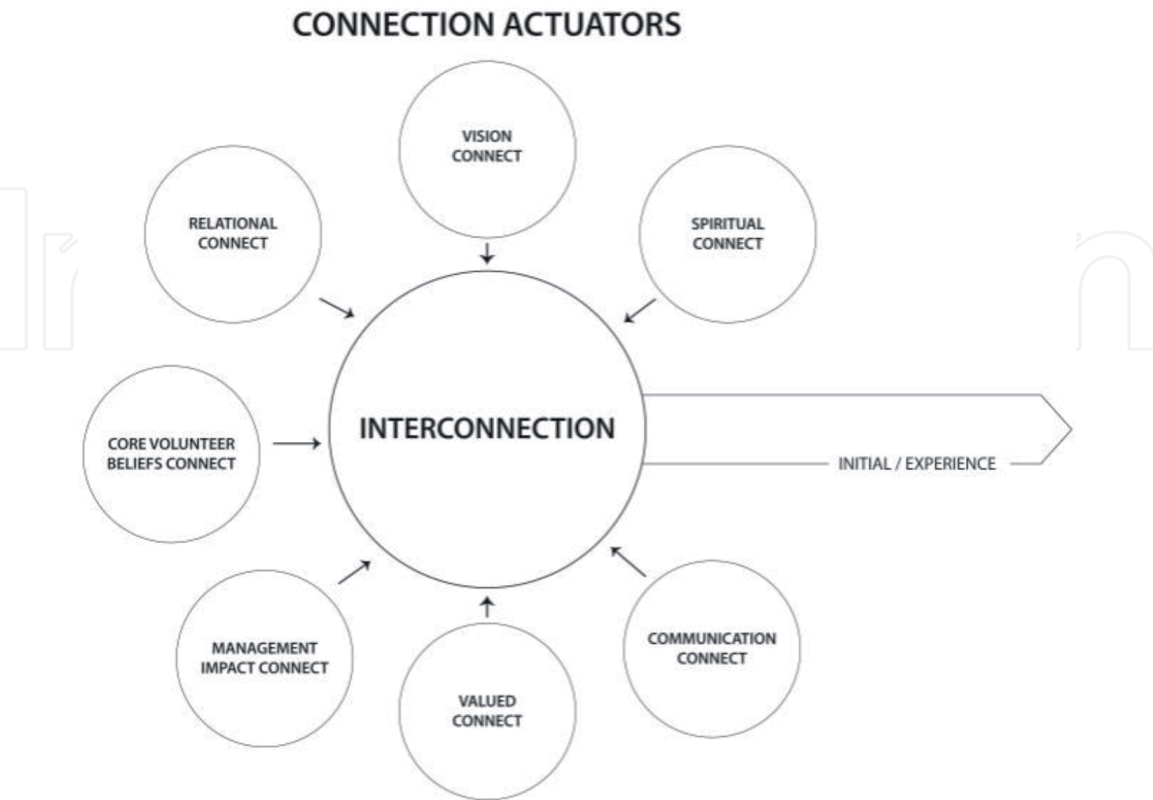 CONNECTION ACTUATORS
VISION
CONNECT
RELATIONAL
CONNECT
SPIRITUAL
CONNECT
INTERCONNECTION
CORE VOLUNTEER
BELIEFS CONNECT
INITIAL / EXPERIENCE
MANAGEMENT
IMPACT CONNECT
COMMUNICATION
CONNECT
VALUED
CONNECT